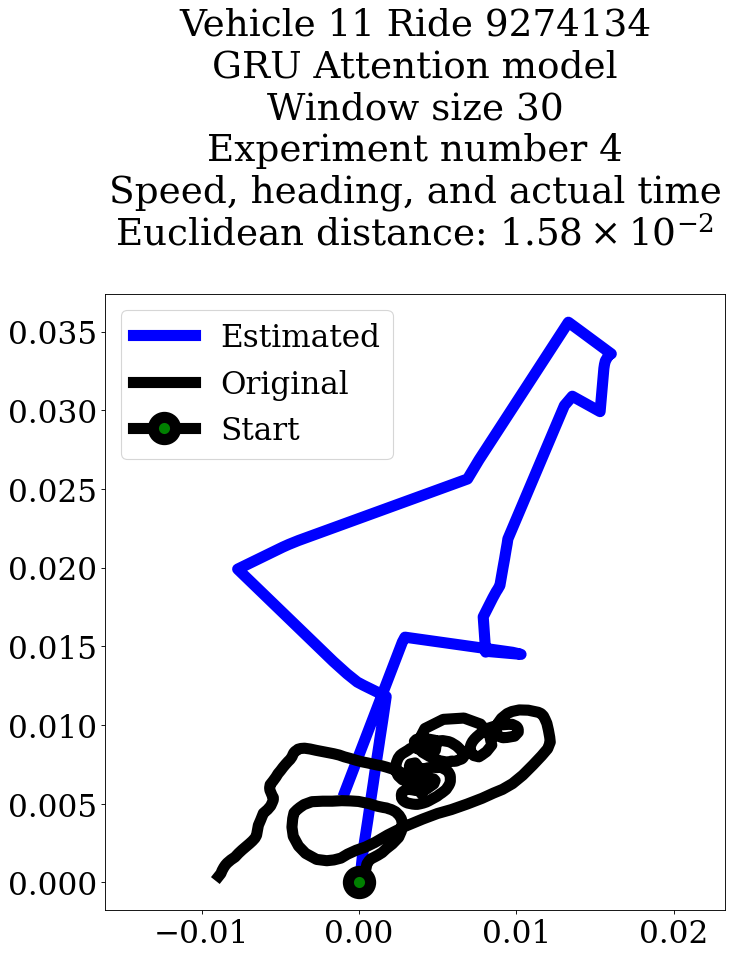 Vehicle 11 Ride 9274134
GRU Attention model
Window size 30
Experiment number 4
Speed, heading, and actual time
Euclidean distance: 1.58 × 10⁻²
Estimated
Original
Start
0.035
0.030
0.025
0.020
0.015
0.010
0.005
0.000
−0.01
0.00
0.01
0.02